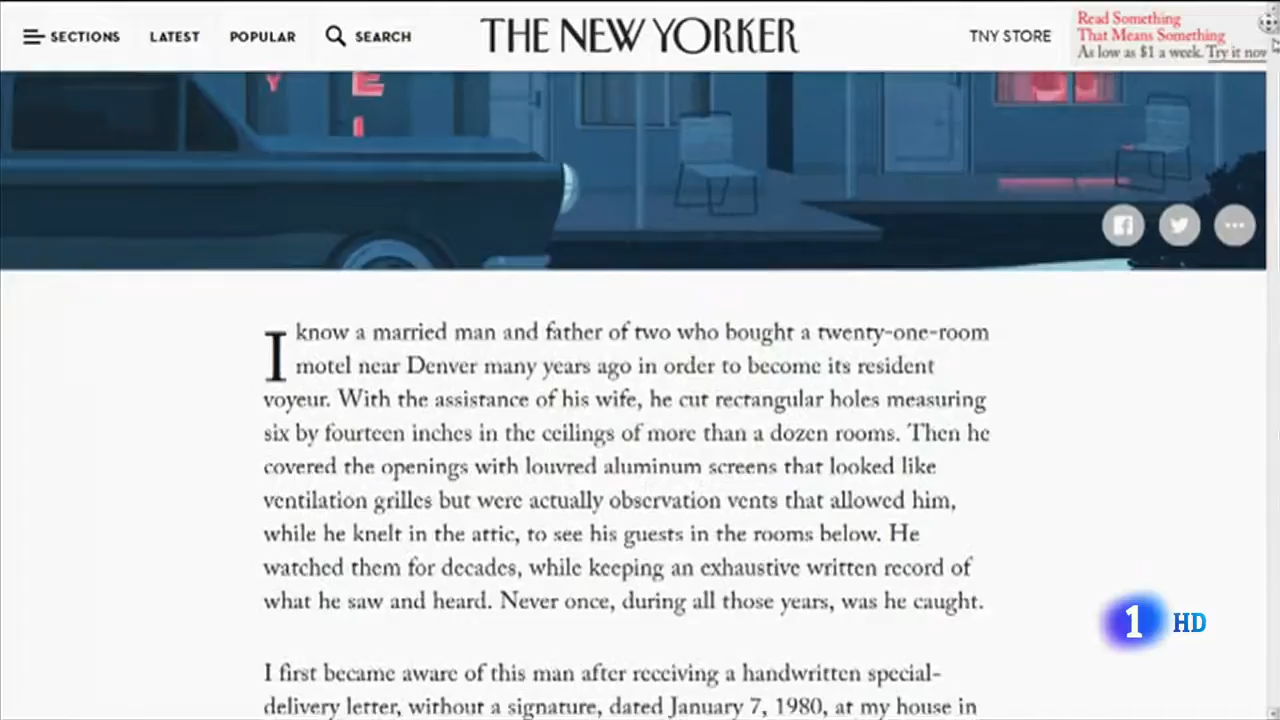 SECTIONS LATEST POPULAR SEARCH THE NEW YORKER TNY STORE
Read Something
That Means Something
As low as $1 a week. Try it now
Y E
L
I know a married man and father of two who bought a twenty-one-room
motel near Denver many years ago in order to become its resident
voyeur. With the assistance of his wife, he cut rectangular holes measuring
six by fourteen inches in the ceilings of more than a dozen rooms. Then he
covered the openings with louvred aluminum screens that looked like
ventilation grilles but were actually observation vents that allowed him,
while he knelt in the attic, to see his guests in the rooms below. He
watched them for decades, while keeping an exhaustive written record of
what he saw and heard. Never once, during all those years, was he caught.
I first became aware of this man after receiving a handwritten special-
delivery letter, without a signature, dated January 7, 1980, at my house in
1 HD